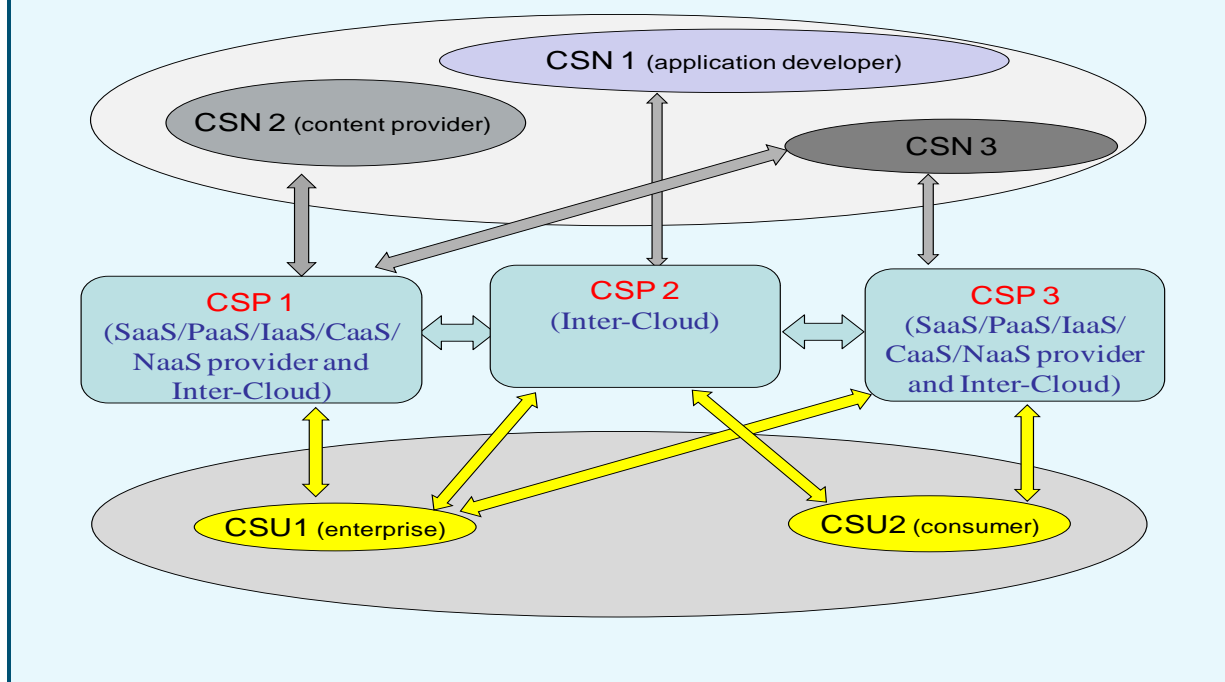 CSN 1 (application developer)
CSN 2 (content provider)
CSN 3
CSP 1
(SaaS/PaaS/IaaS/CaaS/
NaaS provider and
Inter-Cloud)
CSP 2
(Inter-Cloud)
CSP 3
(SaaS/PaaS/IaaS/
CaaS/NaaS provider
and Inter-Cloud)
CSU1 (enterprise)
CSU2 (consumer)